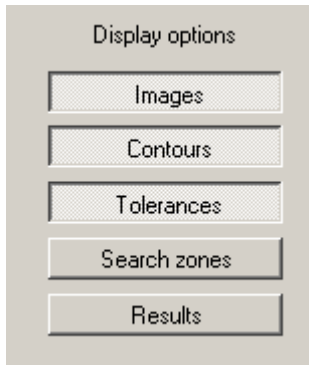 Display options
Images
Contours
Tolerances
Search zones
Results